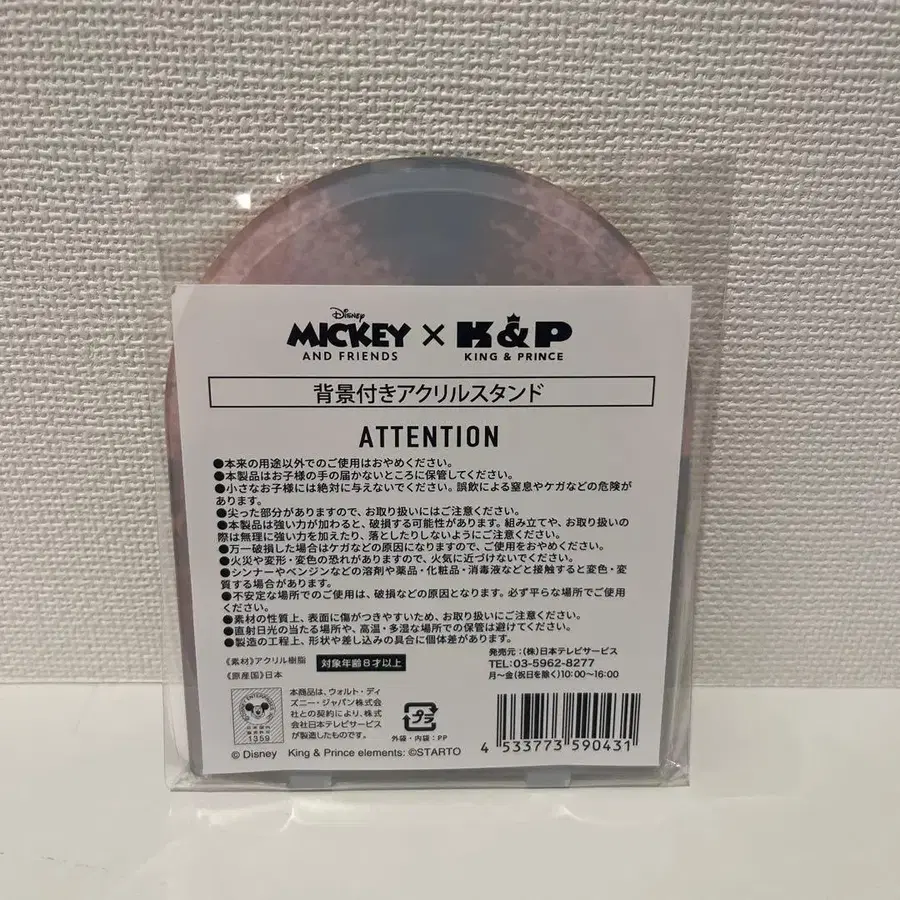 Disney
MICKEY × K&P
AND FRIENDS KING & PRINCE
背景付きアクリルスタンド
ATTENTION
●本来の用途以外でのご使用はおやめください。
●本製品はお子様の手の届かないところに保管してください。
●小さなお子様には絶対に与えないでください。誤飲による窒息やケガなどの危険が
あります。
●尖った部分がありますので、お取り扱いにはご注意ください。
●本製品は強い力が加わると、破損する可能性があります。組み立てや、お取り扱いの
際は無理に強い力を加えたり、落としたりしないようにご注意ください。
●万一破損した場合はケガなどの原因になりますので、ご使用をおやめください。
●火災や変形・変色の恐れがありますので、火気に近づけないでください。
●シンナーやベンジンなどの溶剤や薬品・化粧品・消毒液などと接触すると変色・変
質する場合があります。
●不安定な場所でのご使用は、破損などの原因となります。必ず平らな場所でご使用
ください。
●素材の性質上、表面に傷がつきやすいため、お取り扱いにご注意ください。
●直射日光の当たる場所や、高温・多湿な場所での保管は避けてください。
●製造の工程上、形状や差し込みの具合に個体差があります。
《素材》アクリル樹脂
《原産国》日本
対象年齢8才以上
発売元:(株)日本テレビサービス
TEL:03-5962-8277
月~金(祝日を除く)10:00~16:00
1359
本商品は、ウォルト・ディ
ズニー・ジャパン株式会
社との契約により、株式
会社日本テレビサービス
が製造したものです。
プラ
外袋・内袋:PP
4 533773 590431
© Disney King & Prince elements: ©STARTO